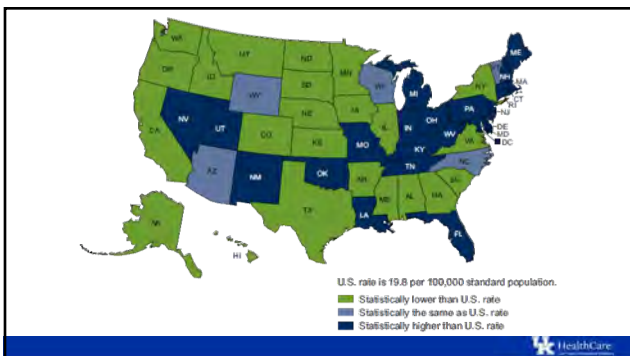 WA
MT
ND
MN
ME
OR
ID
SD
WI
MI
NY
NH
MA
CT
RI
WY
IA
PA
NJ
NV
UT
NE
IL
IN
OH
DE
MD
DC
CA
CO
KS
MO
KY
WV
VA
AZ
NM
OK
AR
TN
NC
SC
TX
LA
MS
AL
GA
FL
AK
HI
U.S. rate is 19.8 per 100,000 standard population.
Statistically lower than U.S. rate
Statistically the same as U.S. rate
Statistically higher than U.S. rate
UK HealthCare